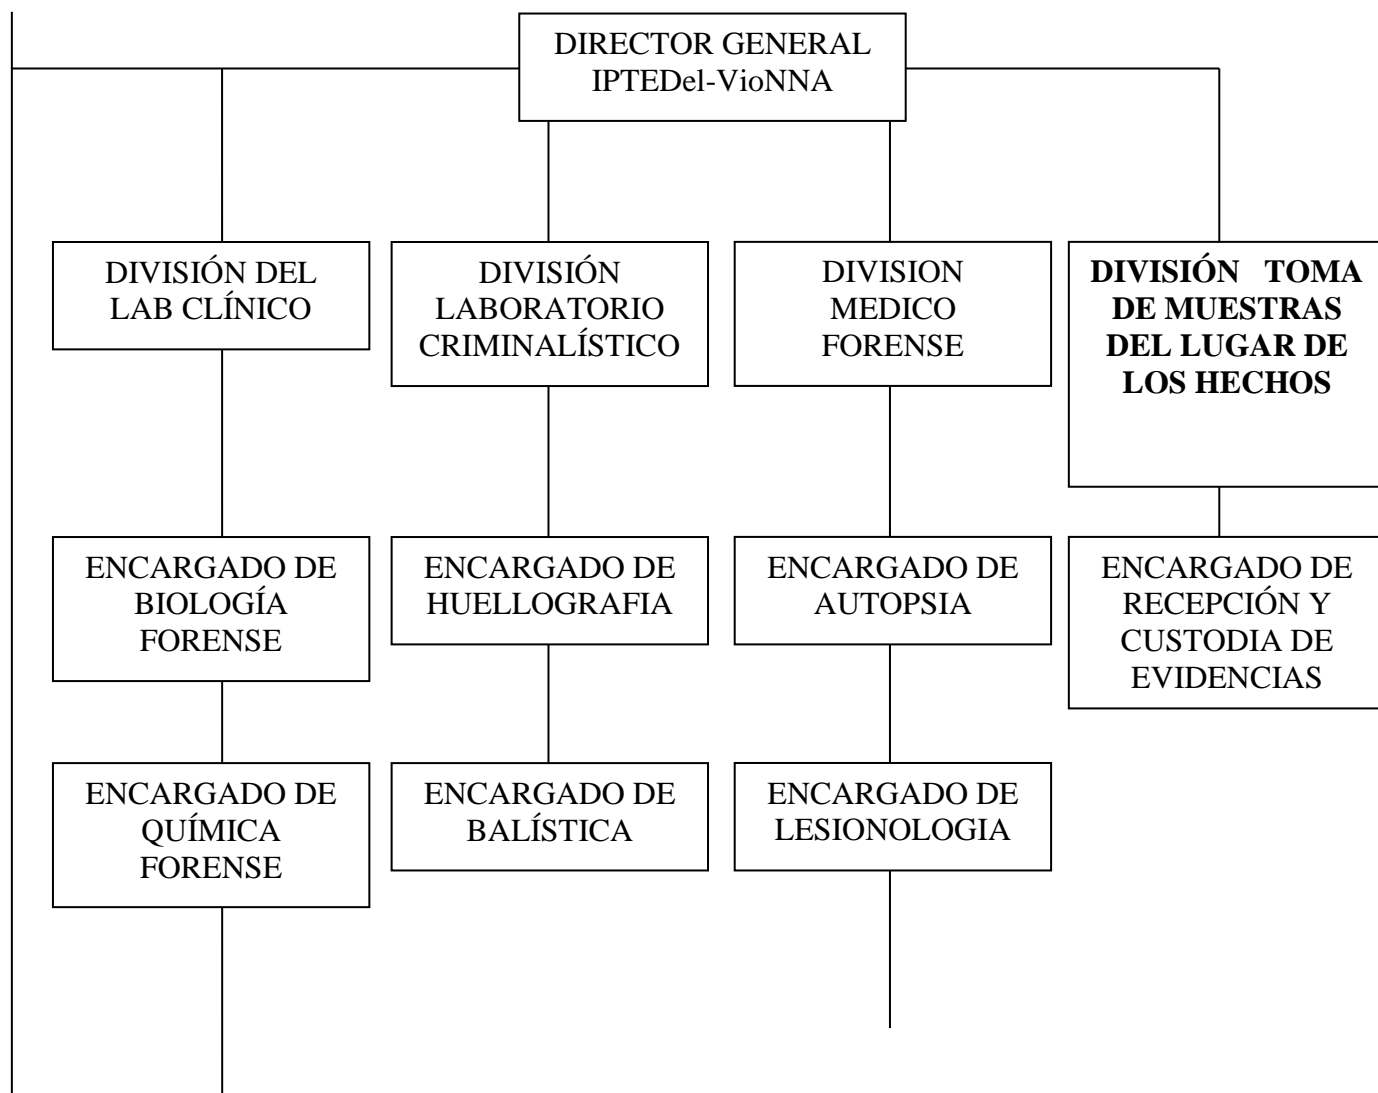 DIRECTOR GENERAL
IPTEDel-VioNNA
DIVISIÓN DEL
LAB CLÍNICO
DIVISIÓN
LABORATORIO
CRIMINALÍSTICO
DIVISION
MEDICO
FORENSE
DIVISIÓN TOMA
DE MUESTRAS
DEL LUGAR DE
LOS HECHOS
ENCARGADO DE
BIOLOGÍA
FORENSE
ENCARGADO DE
HUELLOGRAFIA
ENCARGADO DE
AUTOPSIA
ENCARGADO DE
RECEPCIÓN Y
CUSTODIA DE
EVIDENCIAS
ENCARGADO DE
QUÍMICA
FORENSE
ENCARGADO DE
BALÍSTICA
ENCARGADO DE
LESIONOLOGIA